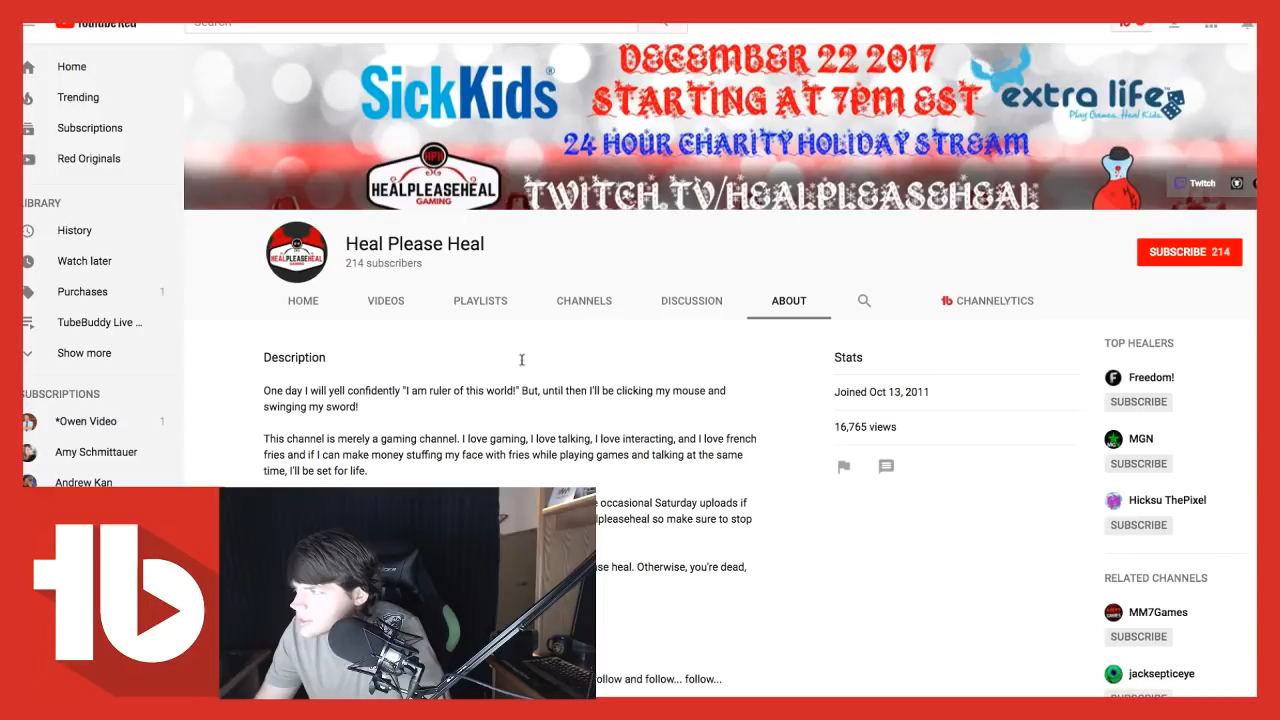 YouTube Red
Search
Home
Trending
Subscriptions
Red Originals
LIBRARY
History
Watch later
Purchases 1
TubeBuddy Live ...
Show more
SUBSCRIPTIONS
*Owen Video 1
Amy Schmittauer
Andrew Kan
DECEMBER 22 2017
STARTING AT 7PM EST
24 HOUR CHARITY HOLIDAY STREAM
TWITCH.TV/HEALPLEASEHEAL
SickKids®
extra life
Play Games. Heal Kids.
HPH
HEALPLEASEHEAL
GAMING
Twitch
HEALPLEASEHEAL
Heal Please Heal
214 subscribers
SUBSCRIBE 214
HOME VIDEOS PLAYLISTS CHANNELS DISCUSSION ABOUT tb CHANNELYTICS
Description
One day I will yell confidently "I am ruler of this world!" But, until then I'll be clicking my mouse and
swinging my sword!
This channel is merely a gaming channel. I love gaming, I love talking, I love interacting, and I love french
fries and if I can make money stuffing my face with fries while playing games and talking at the same
time, I'll be set for life.
occasional Saturday uploads if
lpleaseheal so make sure to stop
se heal. Otherwise, you're dead,
ollow and follow... follow...
Stats
Joined Oct 13, 2011
16,765 views
TOP HEALERS
Freedom!
SUBSCRIBE
MGN
SUBSCRIBE
Hicksu ThePixel
SUBSCRIBE
RELATED CHANNELS
MM7Games
SUBSCRIBE
jacksepticeye
SUBSCRIBE
tb